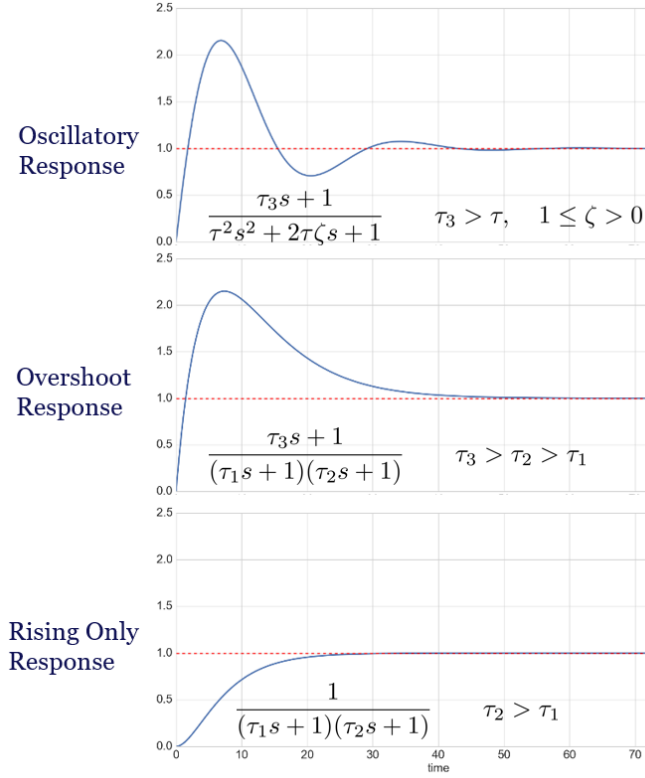 2.5
2.0
1.5
1.0
0.5
0.0
Oscillatory
Response
τ₃s + 1
τ²s² + 2τζs + 1
τ₃ > τ, 1 ≤ ζ > 0
2.5
2.0
1.5
1.0
0.5
0.0
Overshoot
Response
τ₃s + 1
(τ₁s + 1)(τ₂s + 1)
τ₃ > τ₂ > τ₁
2.5
2.0
1.5
1.0
0.5
0.0
Rising Only
Response
1
(τ₁s + 1)(τ₂s + 1)
τ₂ > τ₁
0 10 20 30 40 50 60 70
time